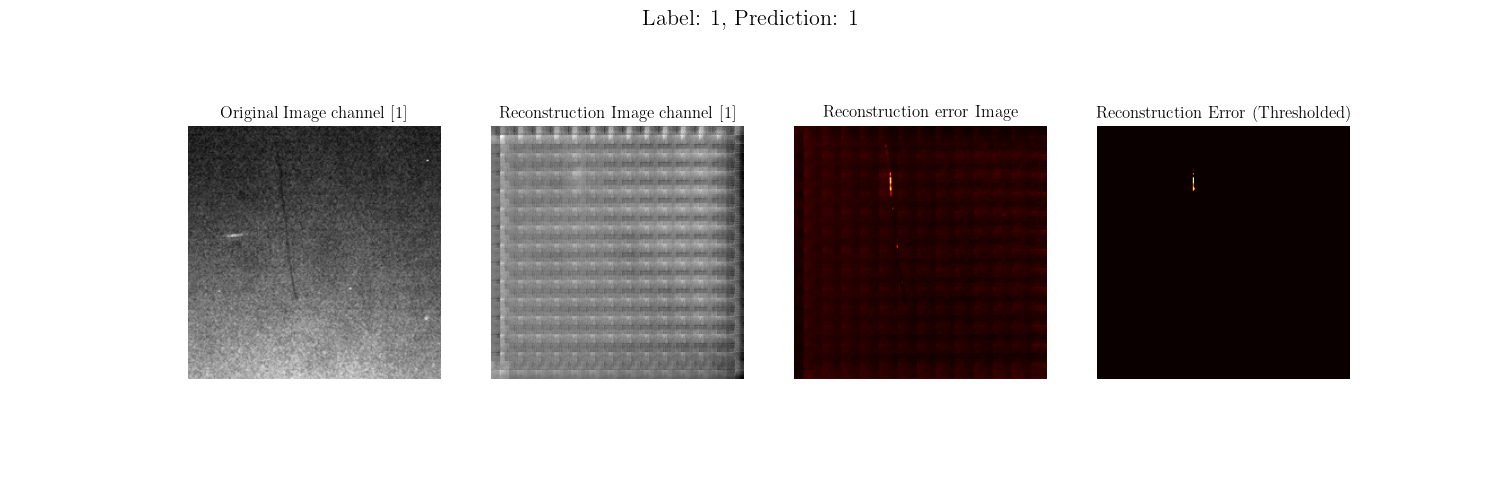 Label: 1, Prediction: 1
Original Image channel [1]
Reconstruction Image channel [1]
Reconstruction error Image
Reconstruction Error (Thresholded)